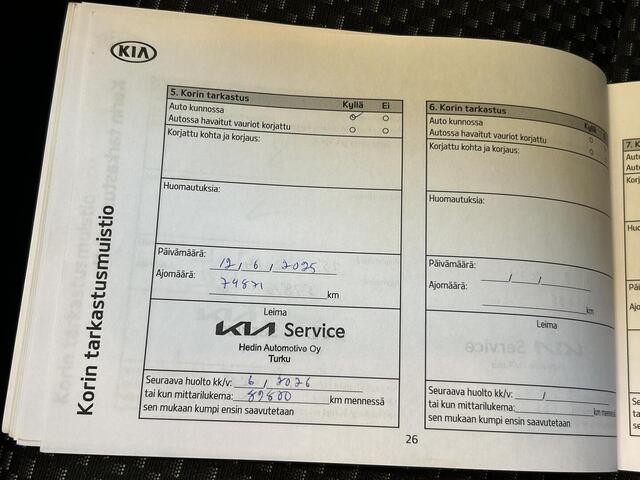 KIA
Korin tarkastusmuistio
5. Korin tarkastus
Kyllä Ei
Auto kunnossa
Autossa havaitut vauriot korjattu
Korjattu kohta ja korjaus:
Huomautuksia:
Päivämäärä: 12, 6, 2025
Ajomäärä: 74871 km
Leima
KIA Service
Hedin Automotive Oy
Turku
Seuraava huolto kk/v: 6, 2026
tai kun mittarilukema: 89800 km mennessä
sen mukaan kumpi ensin saavutetaan
6. Korin tarkastus
Kyllä
Auto kunnossa
Autossa havaitut vauriot korjattu
Korjattu kohta ja korjaus:
Huomautuksia:
Päivämäärä: / /
Ajomäärä: km
Leima
Seuraava huolto kk/v: /
tai kun mittarilukema: km mennessä
sen mukaan kumpi ensin saavutetaan
26